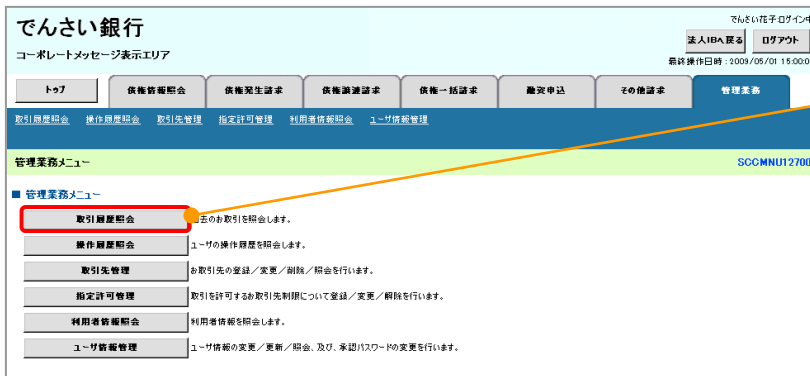 でんさい銀行
でんさい花子:ログイン中
コーポレートメッセージ表示エリア
法人IBへ戻る ログアウト
最終操作日時:2009/05/01 15:00:0
トップ 債権情報照会 債権発生請求 債権譲渡請求 債権一括請求 融資申込 その他請求 管理業務
取引履歴照会 操作履歴照会 取引先管理 指定許可管理 利用者情報照会 ユーザ情報管理
管理業務メニュー SCCMNU12700
■ 管理業務メニュー
取引履歴照会 去のお取引を照会します。
操作履歴照会 ユーザの操作履歴を照会します。
取引先管理 お取引先の登録/変更/削除/照会を行います。
指定許可管理 取引を許可するお取引先制限について登録/変更/解除を行います。
利用者情報照会 利用者情報を照会します。
ユーザ情報管理 ユーザ情報の変更/更新/照会、及び、承認パスワードの変更を行います。